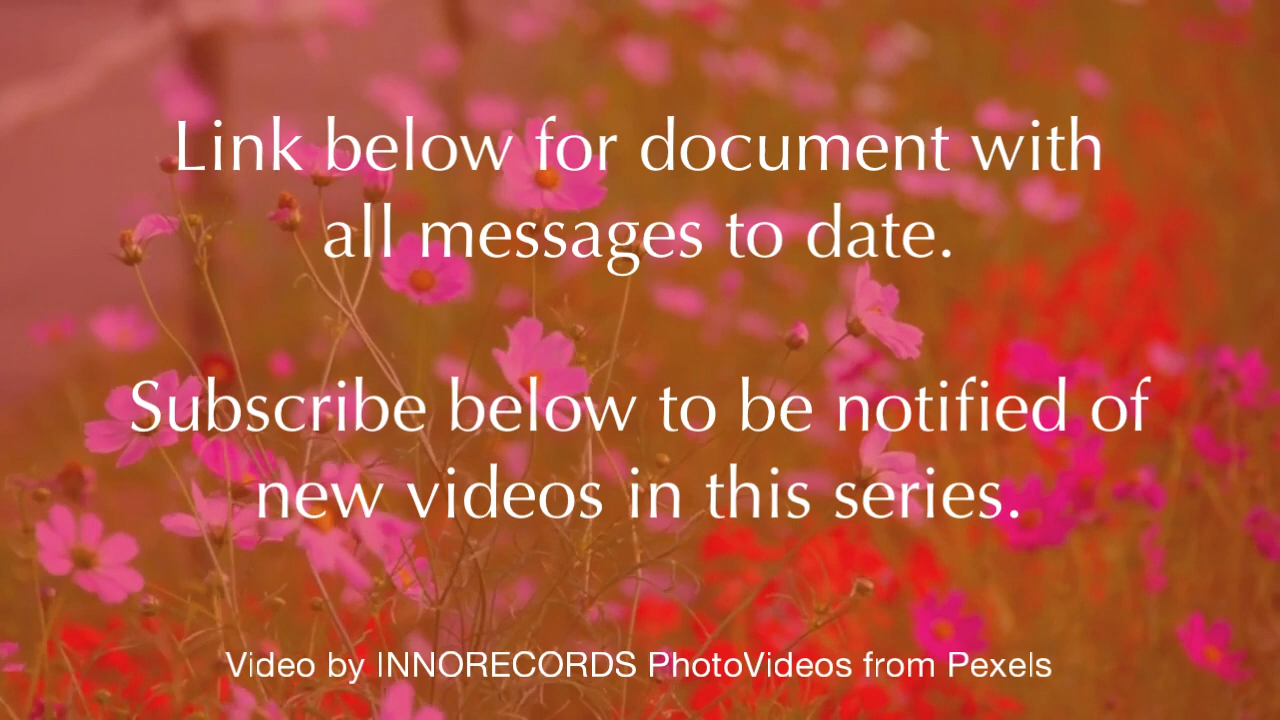 Link below for document with
all messages to date.
Subscribe below to be notified of
new videos in this series.
Video by INNORECORDS PhotoVideos from Pexels